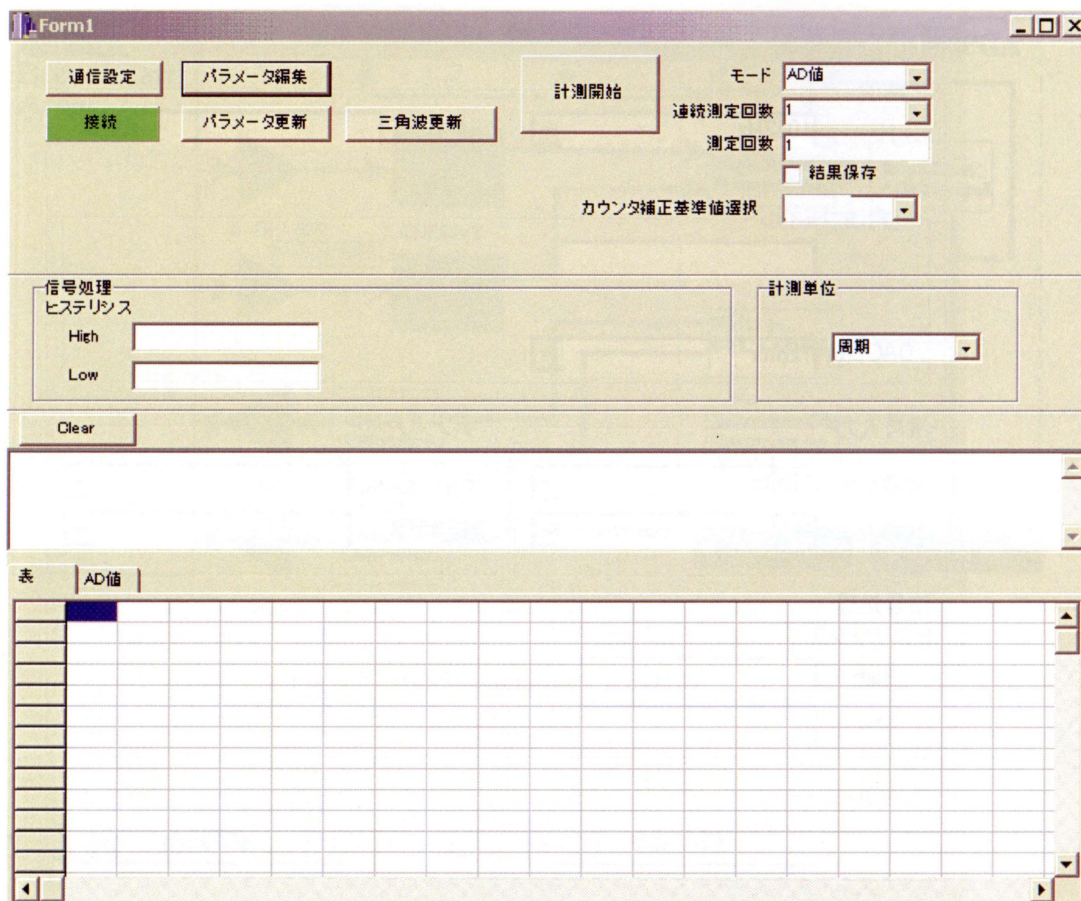 Form1
通信設定 パラメータ編集
接続 パラメータ更新 三角波更新
計測開始
モード AD値
連続測定回数 1
測定回数 1
結果保存
カウンタ補正基準値選択
信号処理
ヒステリシス
High
Low
計測単位
周期
Clear
表 AD値